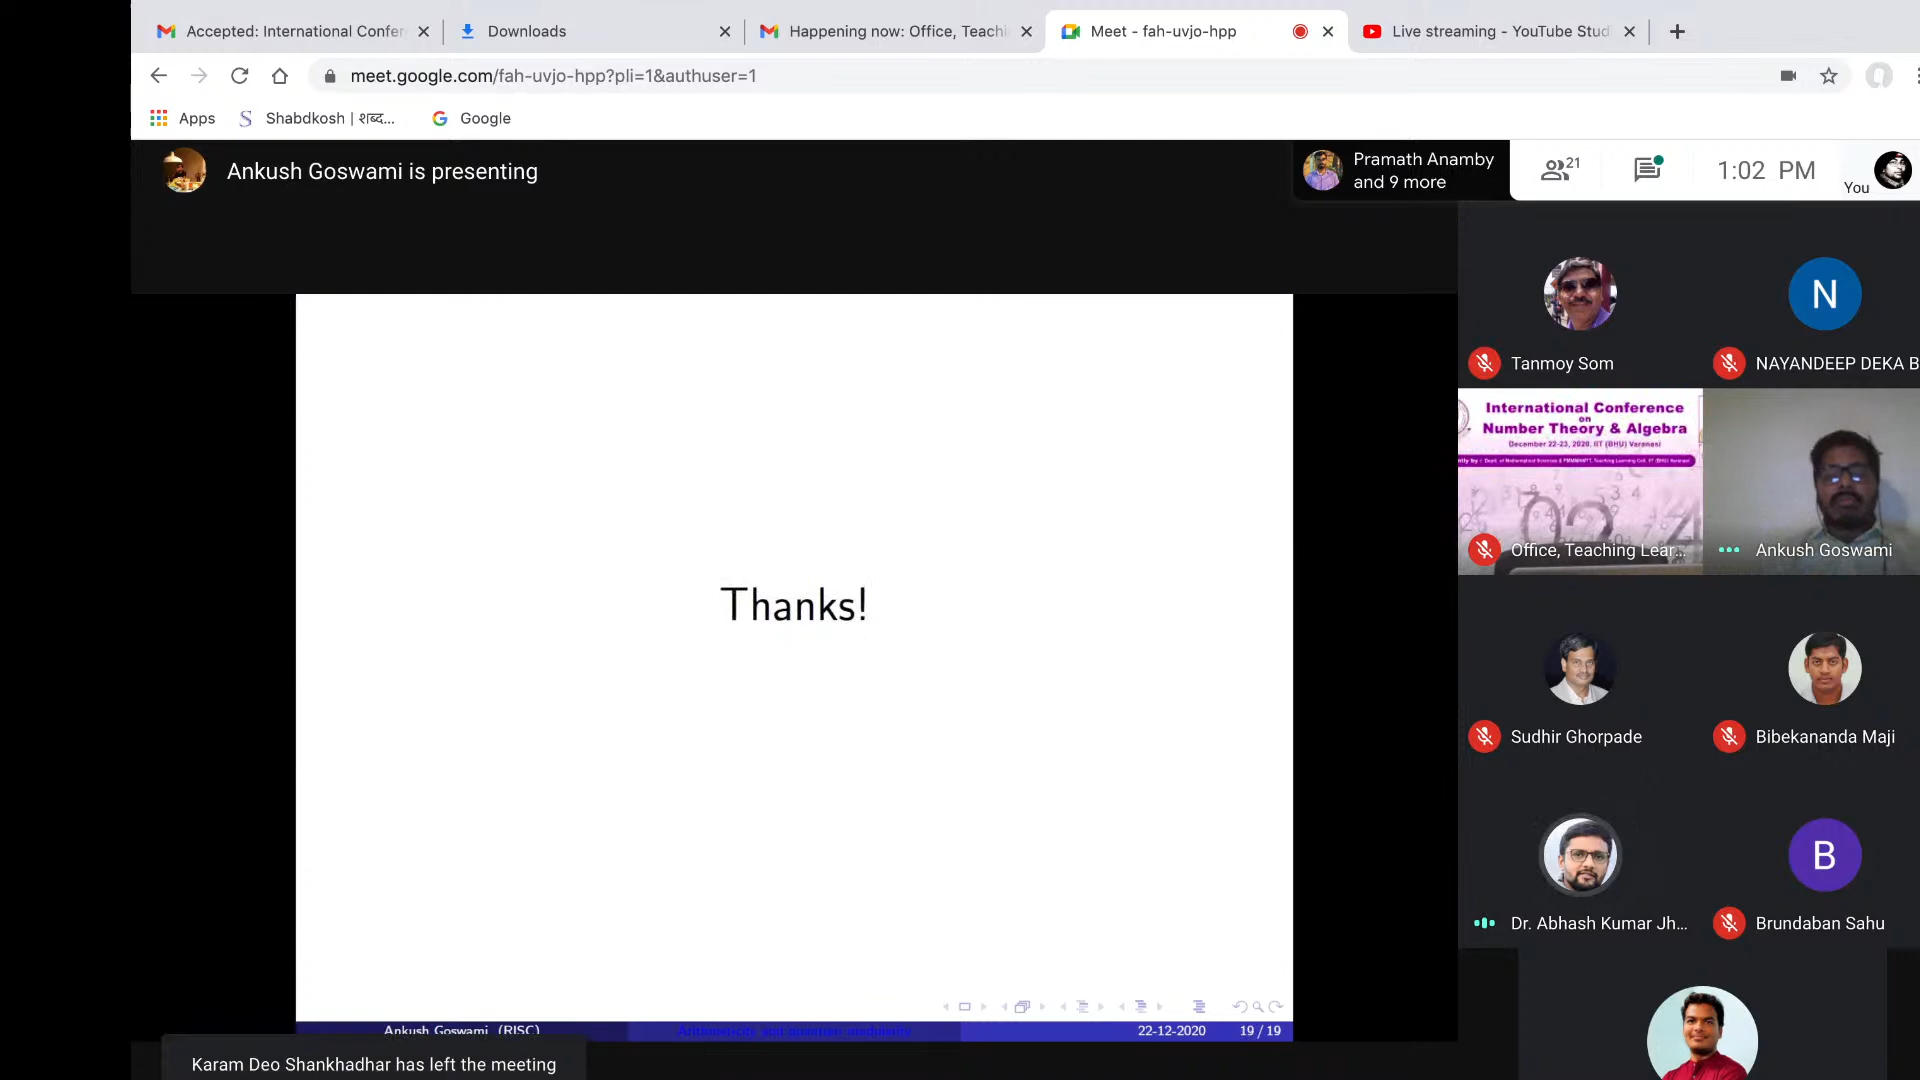 Accepted: International Confer
Downloads
Happening now: Office, Teachi
Meet - fah-uvjo-hpp
Live streaming - YouTube Stud
meet.google.com/fah-uvjo-hpp?pli=1&authuser=1
Apps
Shabdkosh | शब्द...
Google
Ankush Goswami is presenting
Pramath Anamby
and 9 more
21
1:02 PM
You
Tanmoy Som
N
NAYANDEEP DEKA B
International Conference
on
Number Theory & Algebra
December 22-23, 2020, IIT (BHU) Varanasi
Office, Teaching Lear...
Ankush Goswami
Thanks!
Sudhir Ghorpade
Bibekananda Maji
Dr. Abhash Kumar Jh...
B
Brundaban Sahu
Ankush Goswami (RISC)
22-12-2020
19 / 19
Karam Deo Shankhadhar has left the meeting